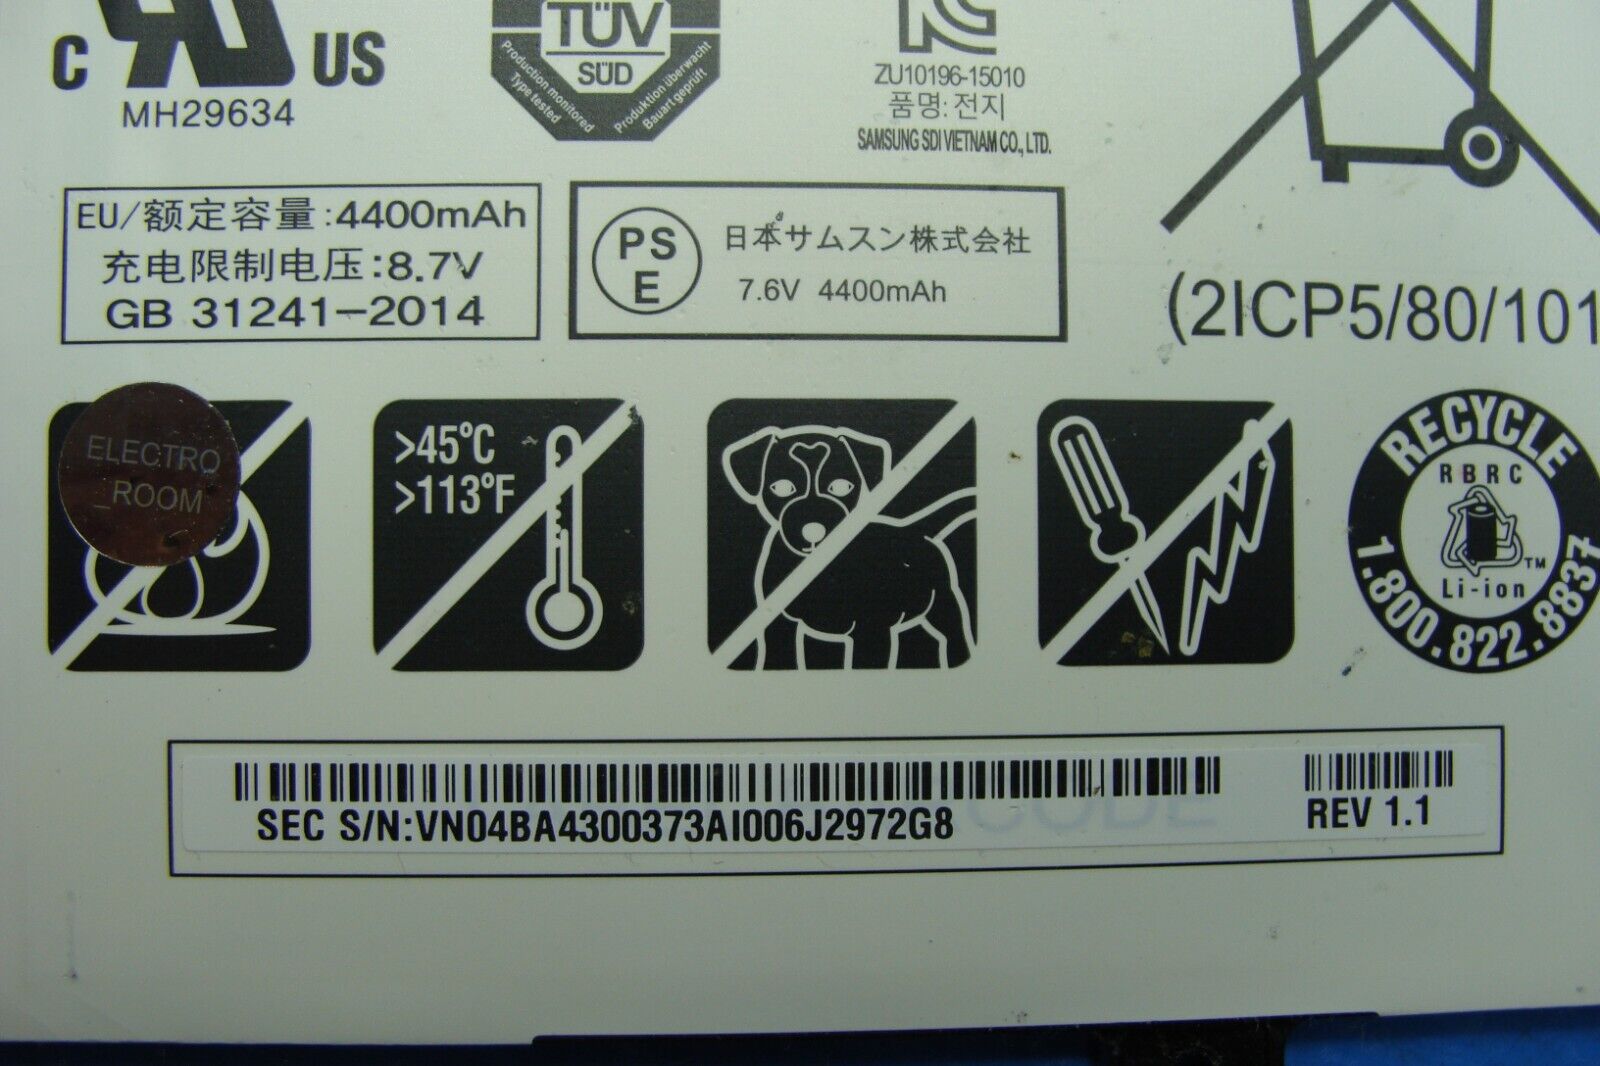 C US
MH29634
TÜV
SÜD
Production monitored
Type tested
Produktion überwacht
Bauart geprüft
ZU10196-15010
품명: 전지
SAMSUNG SDI VIETNAM CO., LTD.
EU/额定容量:4400mAh
充电限制电压:8.7V
GB 31241-2014
PS
E
日本サムスン株式会社
7.6V 4400mAh
(2ICP5/80/101
ELECTRO
_ROOM
>45°C
>113°F
RECYCLE
RBRC
TM
Li-ion
1.800.822.8837
SEC S/N:VN04BA4300373AI006J2972G8
REV 1.1